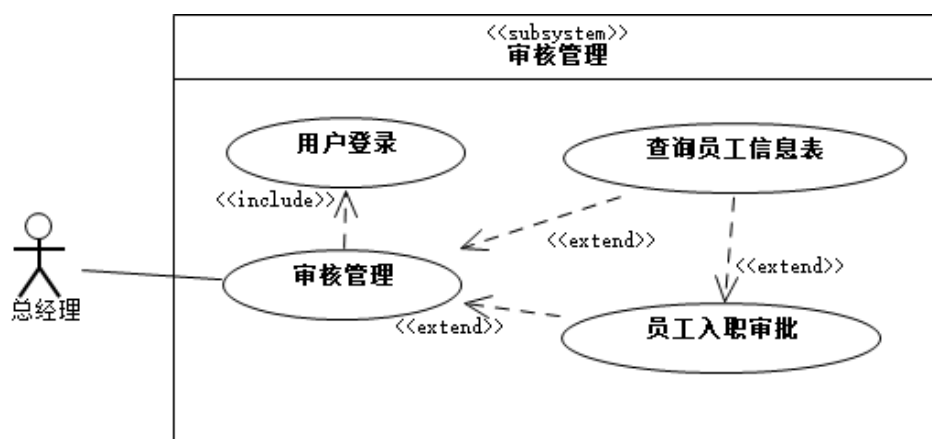 <<subsystem>>
审核管理
用户登录
查询员工信息表
<<include>>
<<extend>>
<<extend>>
审核管理
总经理
<<extend>>
员工入职审批